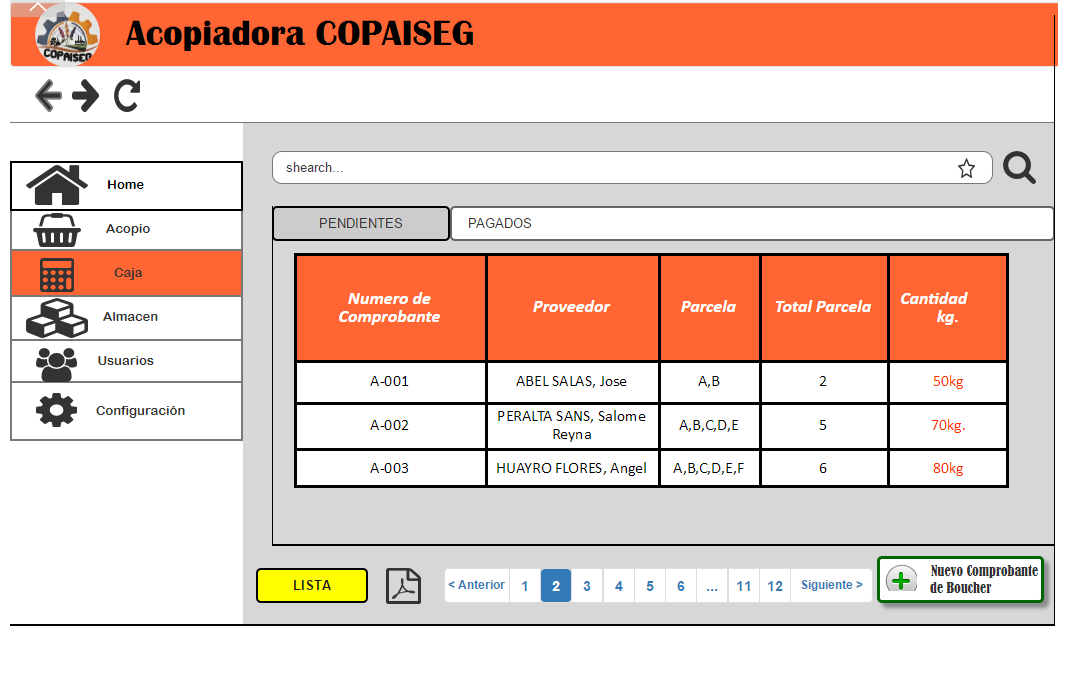 Acopiadora COPAISEG
COPAISEG
shearch...
Home
Acopio
Caja
Almacen
Usuarios
Configuración
PENDIENTES
PAGADOS
Numero de
Comprobante
Proveedor
Parcela
Total Parcela
Cantidad
kg.
A-001
ABEL SALAS, Jose
A,B
2
50kg
A-002
PERALTA SANS, Salome
Reyna
A,B,C,D,E
5
70kg.
A-003
HUAYRO FLORES, Angel
A,B,C,D,E,F
6
80kg
LISTA
< Anterior 1 2 3 4 5 6 ... 11 12 Siguiente >
Nuevo Comprobante
de Boucher